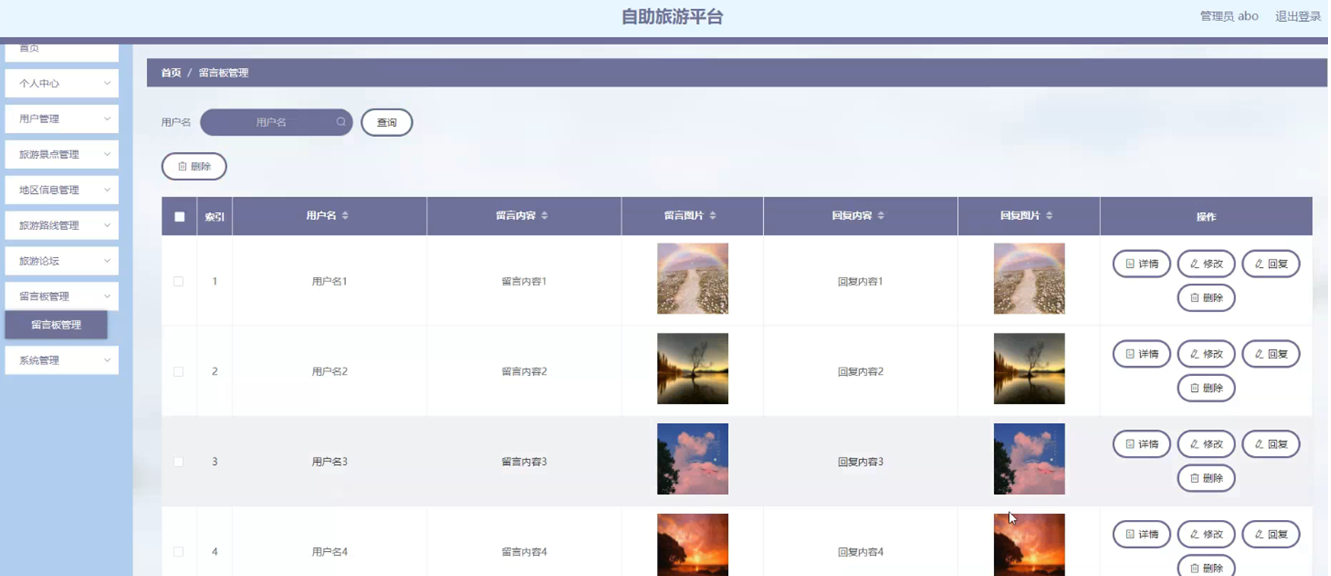 自助旅游平台
管理员 abo 退出登录
首页
个人中心
用户管理
旅游景点管理
地区信息管理
旅游路线管理
旅游论坛
留言板管理
留言板管理
系统管理
首页 / 留言板管理
用户名 用户名 查询
删除
索引 用户名 留言内容 留言图片 回复内容 回复图片 操作
1 用户名1 留言内容1 回复内容1 详情 修改 回复
删除
2 用户名2 留言内容2 回复内容2 详情 修改 回复
删除
3 用户名3 留言内容3 回复内容3 详情 修改 回复
删除
4 用户名4 留言内容4 回复内容4 详情 修改 回复
删除